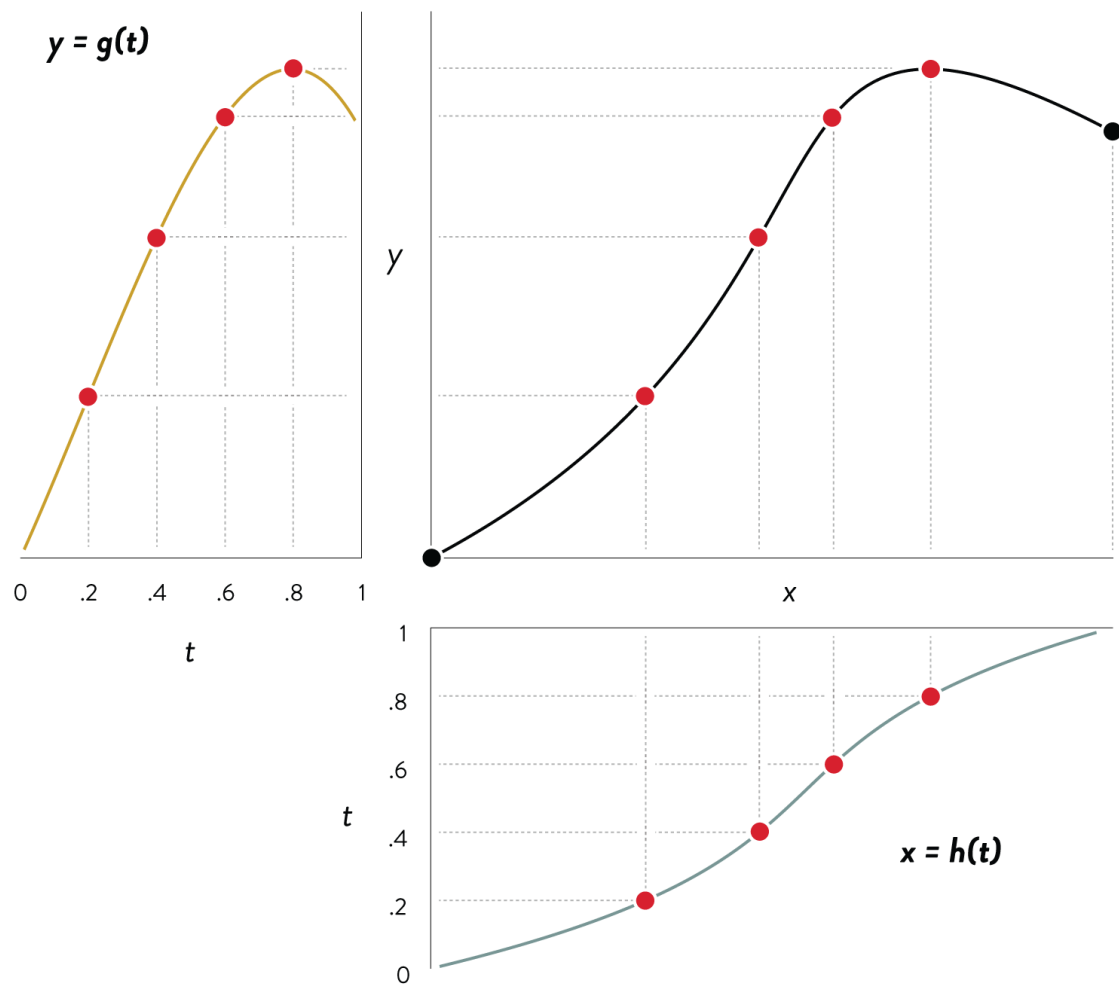 y = g(t)
y
0 .2 .4 .6 .8 1
t
x
1
.8
.6
.4
.2
0
t
x = h(t)